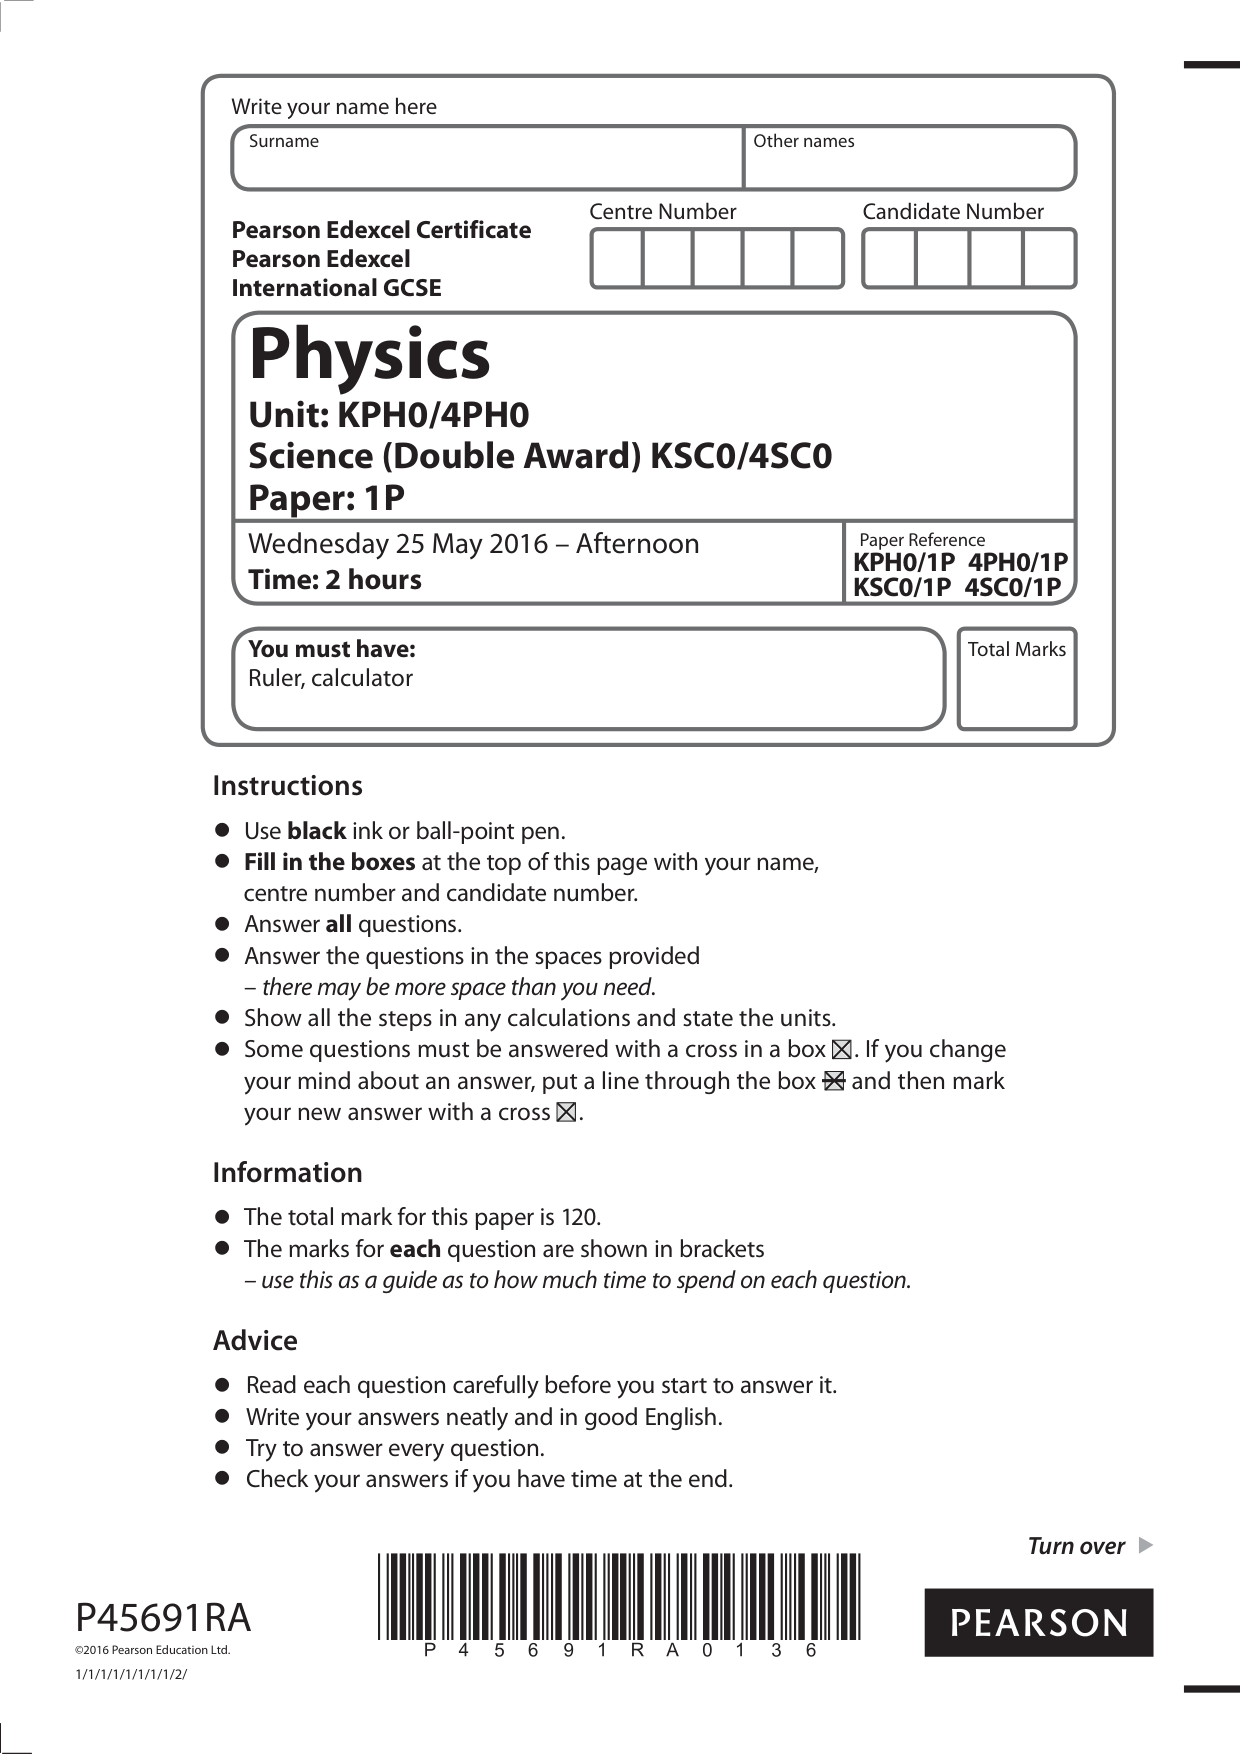 Write your name here
Surname
Other names
Pearson Edexcel Certificate
Pearson Edexcel
International GCSE
Centre Number
Candidate Number
Physics
Unit: KPH0/4PH0
Science (Double Award) KSC0/4SC0
Paper: 1P
Wednesday 25 May 2016 – Afternoon
Time: 2 hours
Paper Reference
KPH0/1P 4PH0/1P
KSC0/1P 4SC0/1P
You must have:
Ruler, calculator
Total Marks
Instructions
● Use black ink or ball-point pen.
● Fill in the boxes at the top of this page with your name,
centre number and candidate number.
● Answer all questions.
● Answer the questions in the spaces provided
– there may be more space than you need.
● Show all the steps in any calculations and state the units.
● Some questions must be answered with a cross in a box ☒. If you change
your mind about an answer, put a line through the box ☒ and then mark
your new answer with a cross ☒.
Information
● The total mark for this paper is 120.
● The marks for each question are shown in brackets
– use this as a guide as to how much time to spend on each question.
Advice
● Read each question carefully before you start to answer it.
● Write your answers neatly and in good English.
● Try to answer every question.
● Check your answers if you have time at the end.
Turn over
P45691RA
©2016 Pearson Education Ltd.
1/1/1/1/1/1/1/1/2/
P45691RA0136
PEARSON